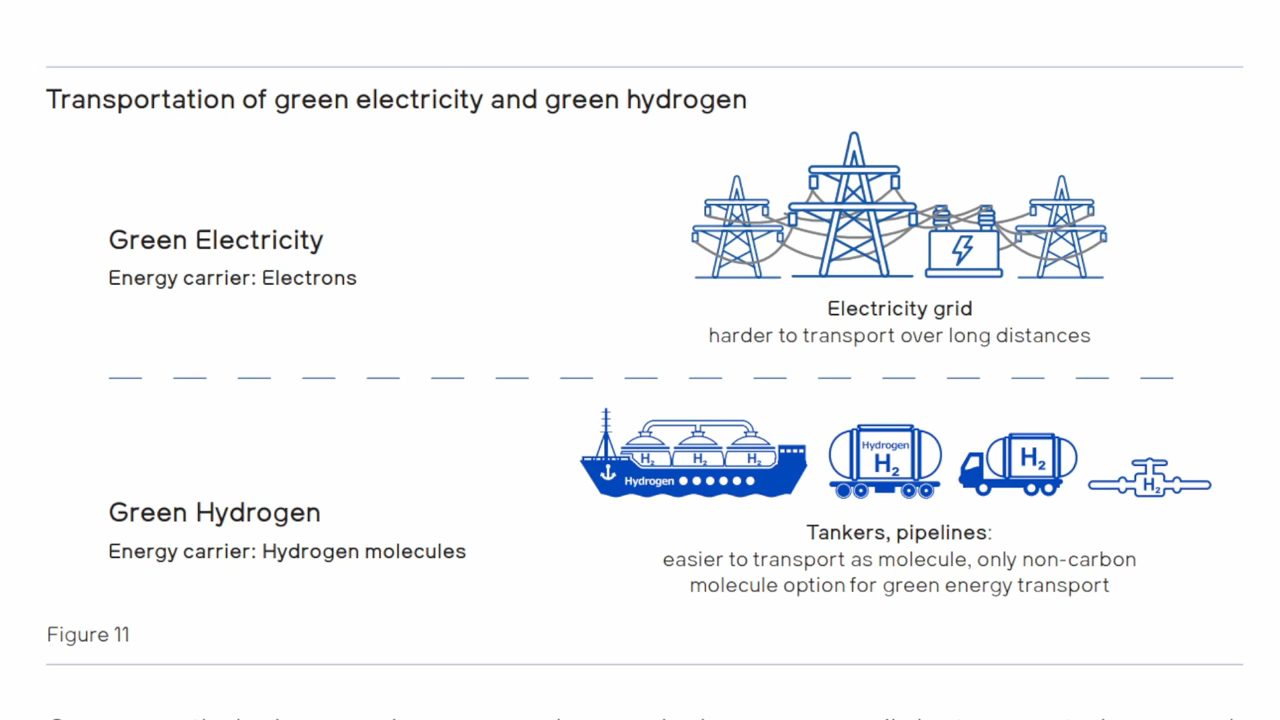 Transportation of green electricity and green hydrogen
Green Electricity
Energy carrier: Electrons
Electricity grid
harder to transport over long distances
H2 H2 H2
Hydrogen
Hydrogen
H2
H2
H2
Green Hydrogen
Energy carrier: Hydrogen molecules
Tankers, pipelines:
easier to transport as molecule, only non-carbon
molecule option for green energy transport
Figure 11